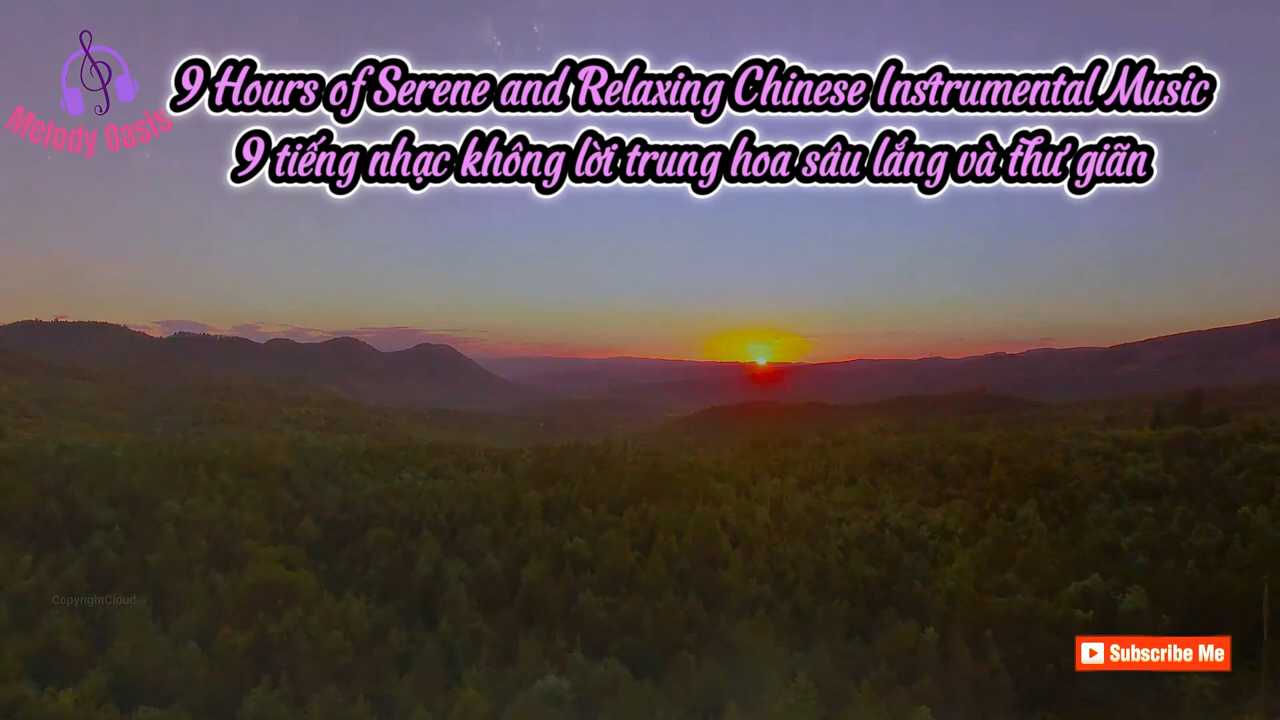 9 Hours of Serene and Relaxing Chinese Instrumental Music
9 tiếng nhạc không lời trung hoa sâu lắng và thư giãn
Melody Oasis
CopyrightCloud
Subscribe Me